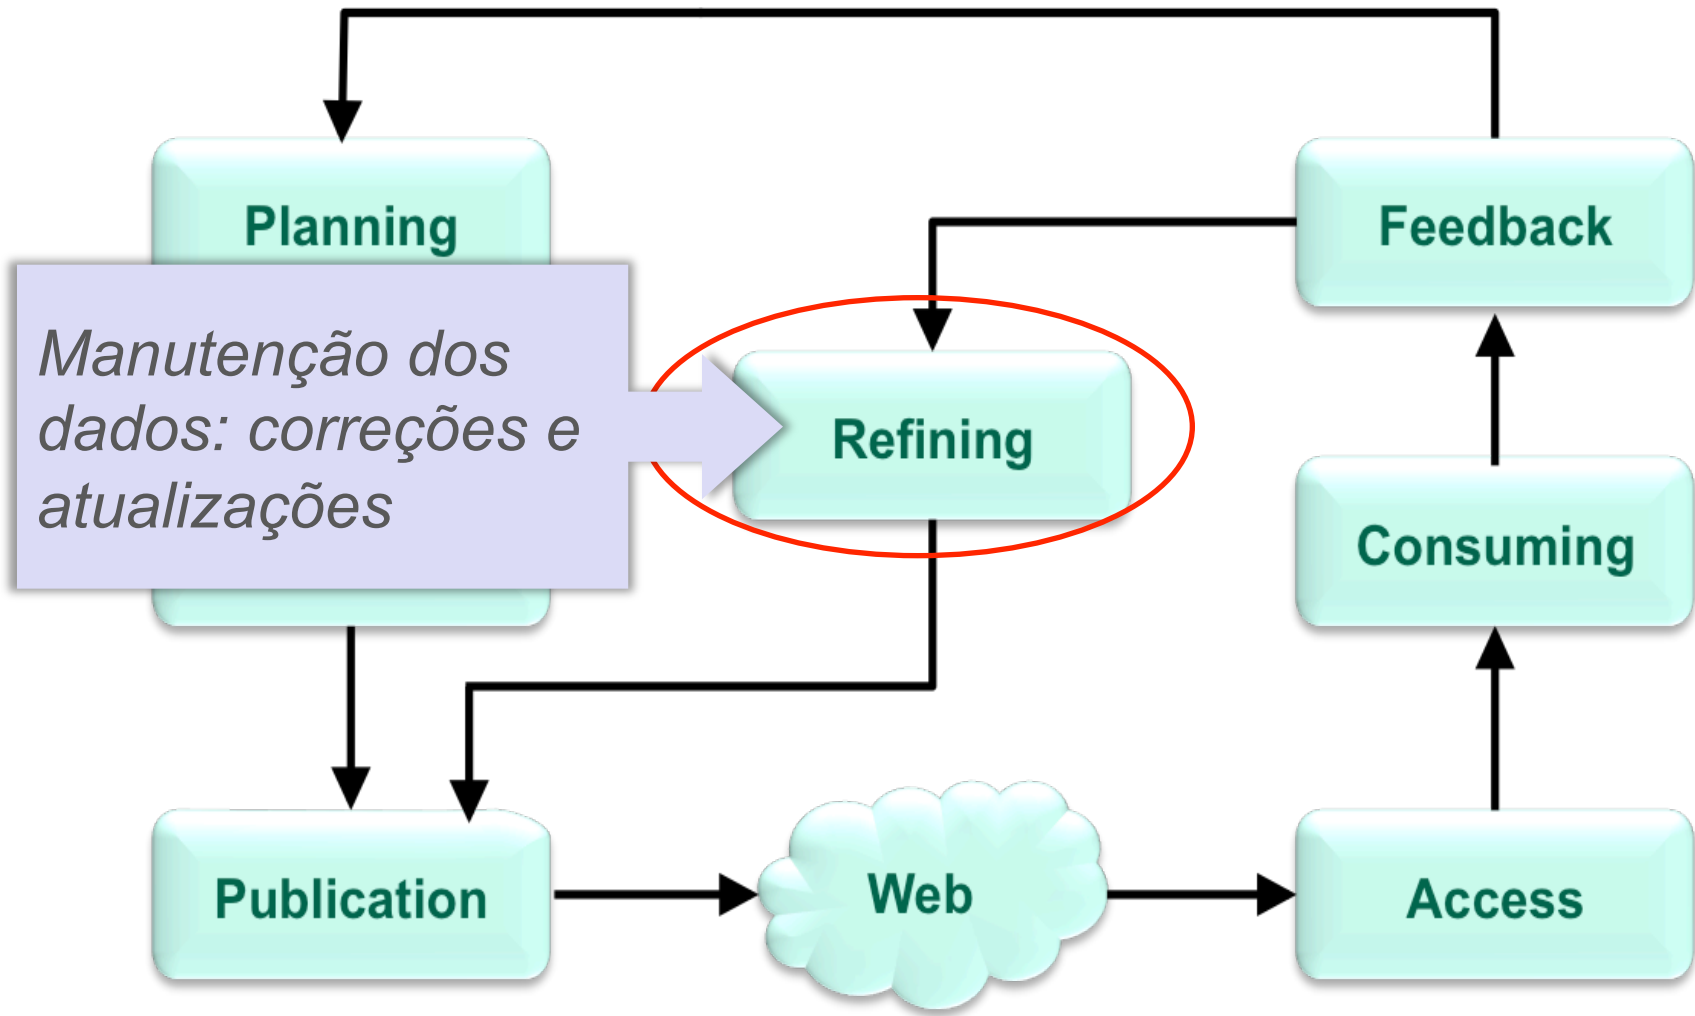 Planning
Feedback
Manutenção dos
dados: correções e
atualizações
Refining
Consuming
Publication
Web
Access